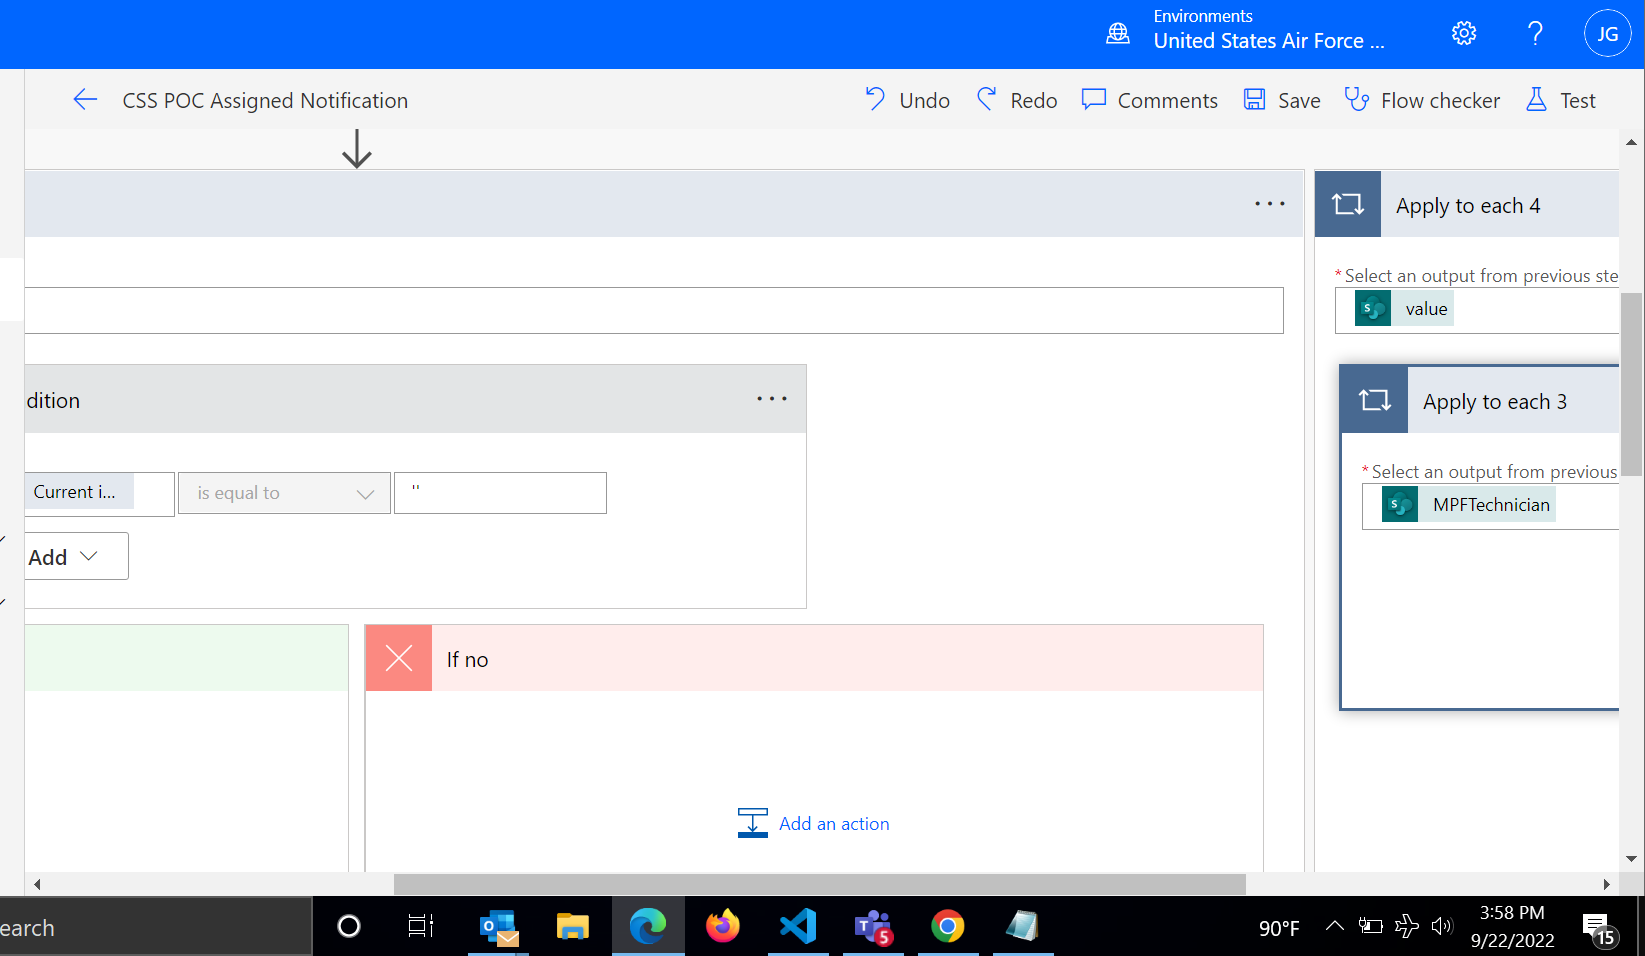 Environments
United States Air Force ...
JG
CSS POC Assigned Notification
Undo
Redo
Comments
Save
Flow checker
Test
Apply to each 4
* Select an output from previous ste
value
dition
Apply to each 3
* Select an output from previous
MPFTechnician
Current i...
is equal to
''
Add
If no
Add an action
earch
5
90°F
3:58 PM
9/22/2022
15